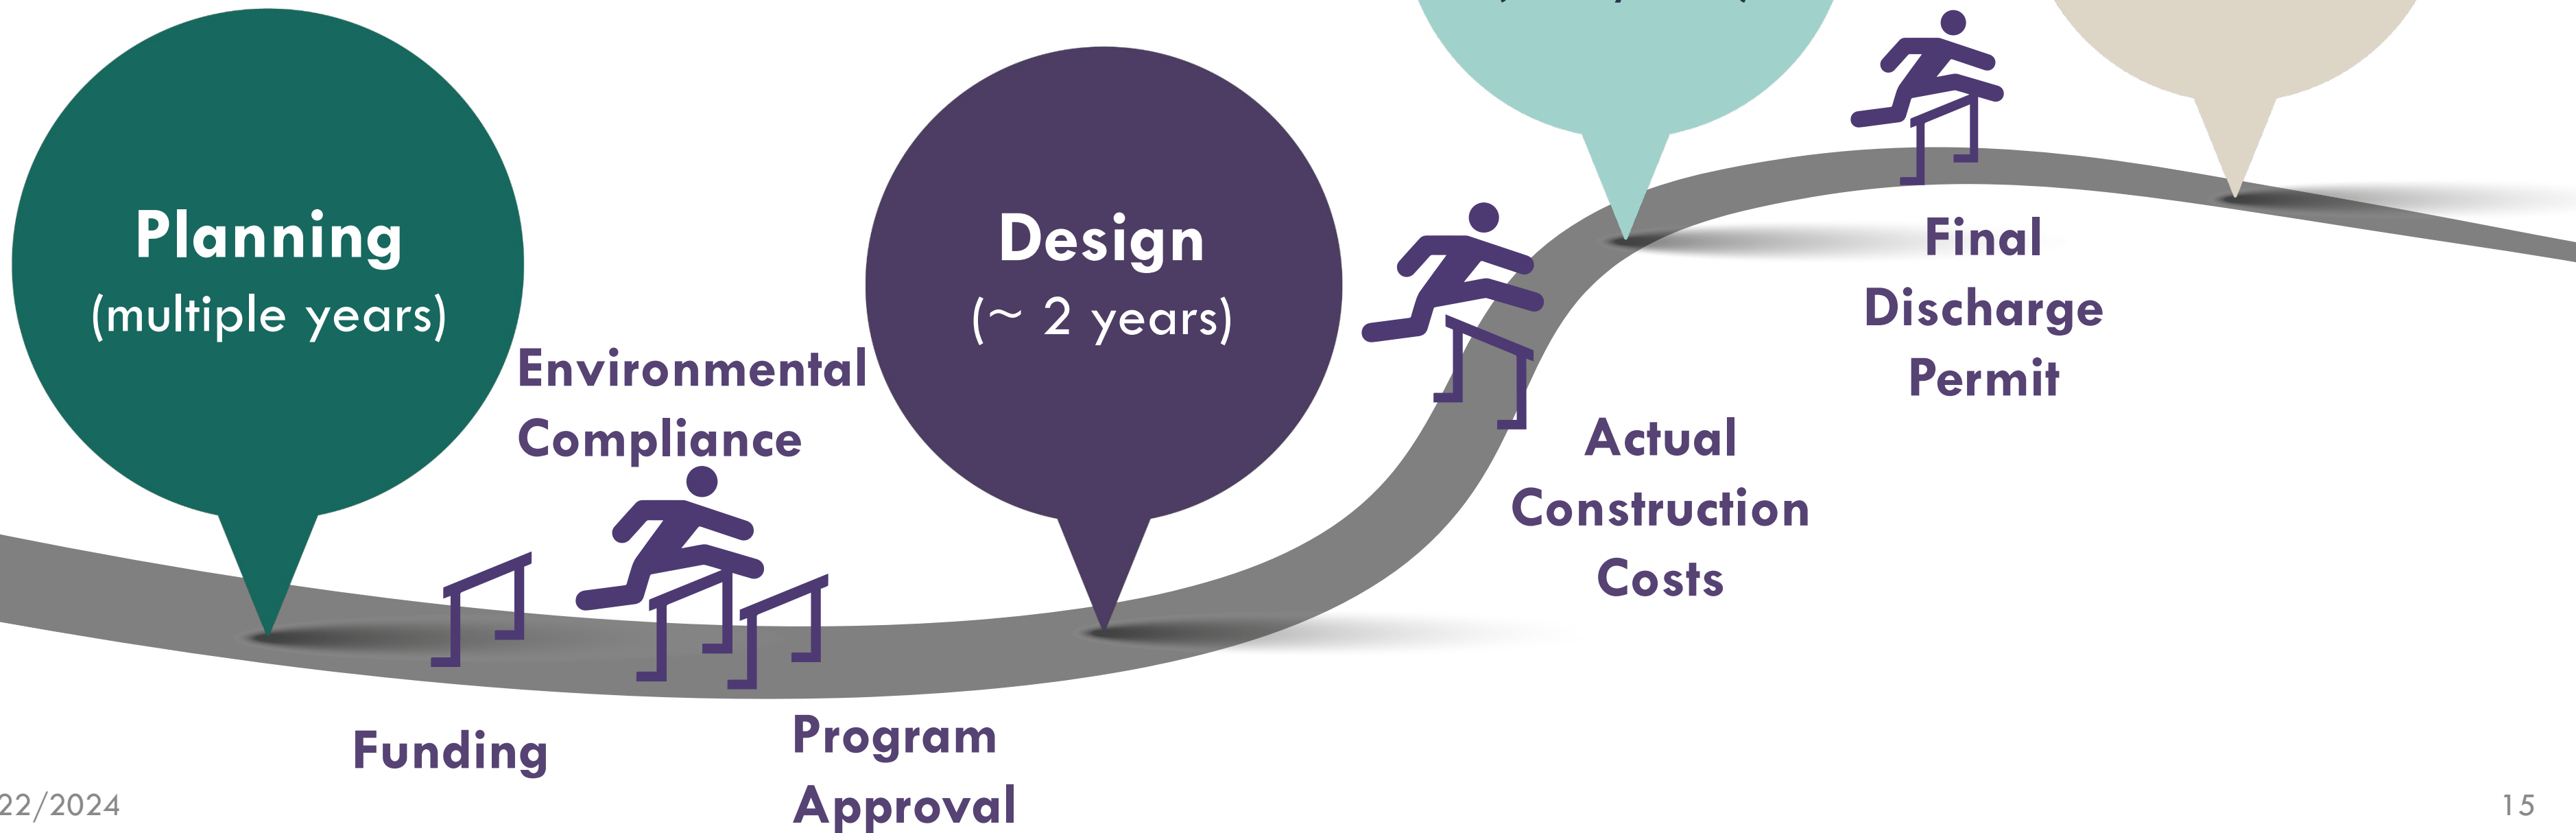 Planning
(multiple years)
Environmental
Compliance
Funding
Program
Approval
Design
(~ 2 years)
Actual
Construction
Costs
Final
Discharge
Permit
22/2024
15